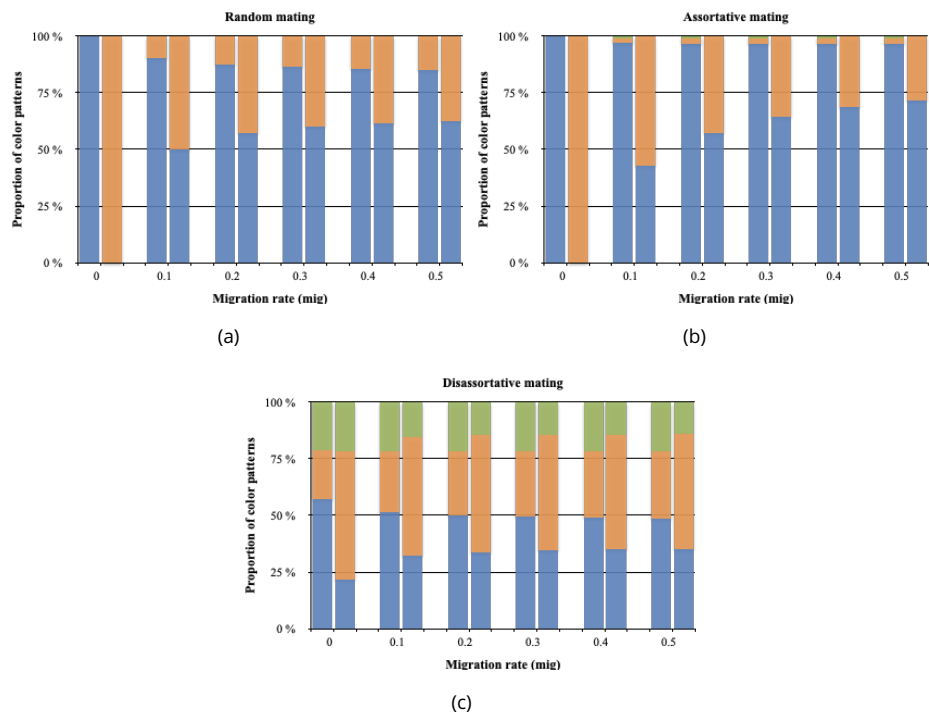 Random mating
100 %
75 %
50 %
25 %
0 %
Proportion of color patterns
0 0.1 0.2 0.3 0.4 0.5
Migration rate (mig)
(a)
Assortative mating
100 %
75 %
50 %
25 %
0 %
Proportion of color patterns
0 0.1 0.2 0.3 0.4 0.5
Migration rate (mig)
(b)
Disassortative mating
100 %
75 %
50 %
25 %
0 %
Proportion of color patterns
0 0.1 0.2 0.3 0.4 0.5
Migration rate (mig)
(c)